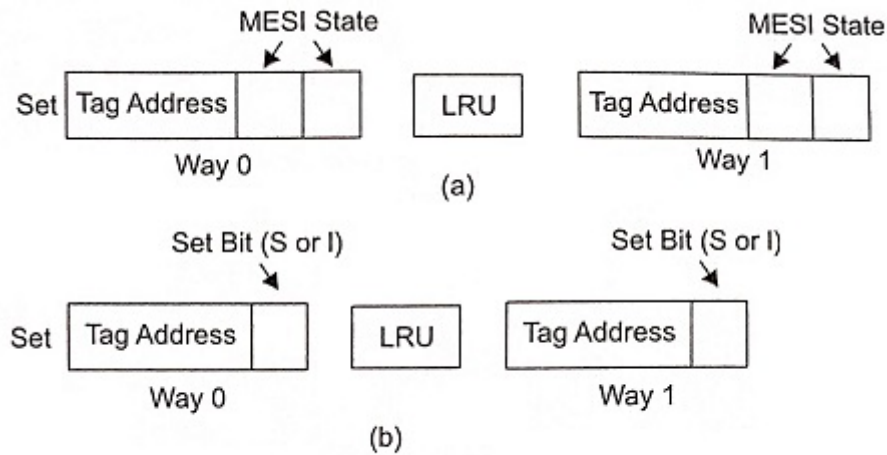 MESI State MESI State
Set Tag Address LRU Tag Address
Way 0 Way 1
(a)
Set Bit (S or I) Set Bit (S or I)
Set Tag Address LRU Tag Address
Way 0 Way 1
(b)